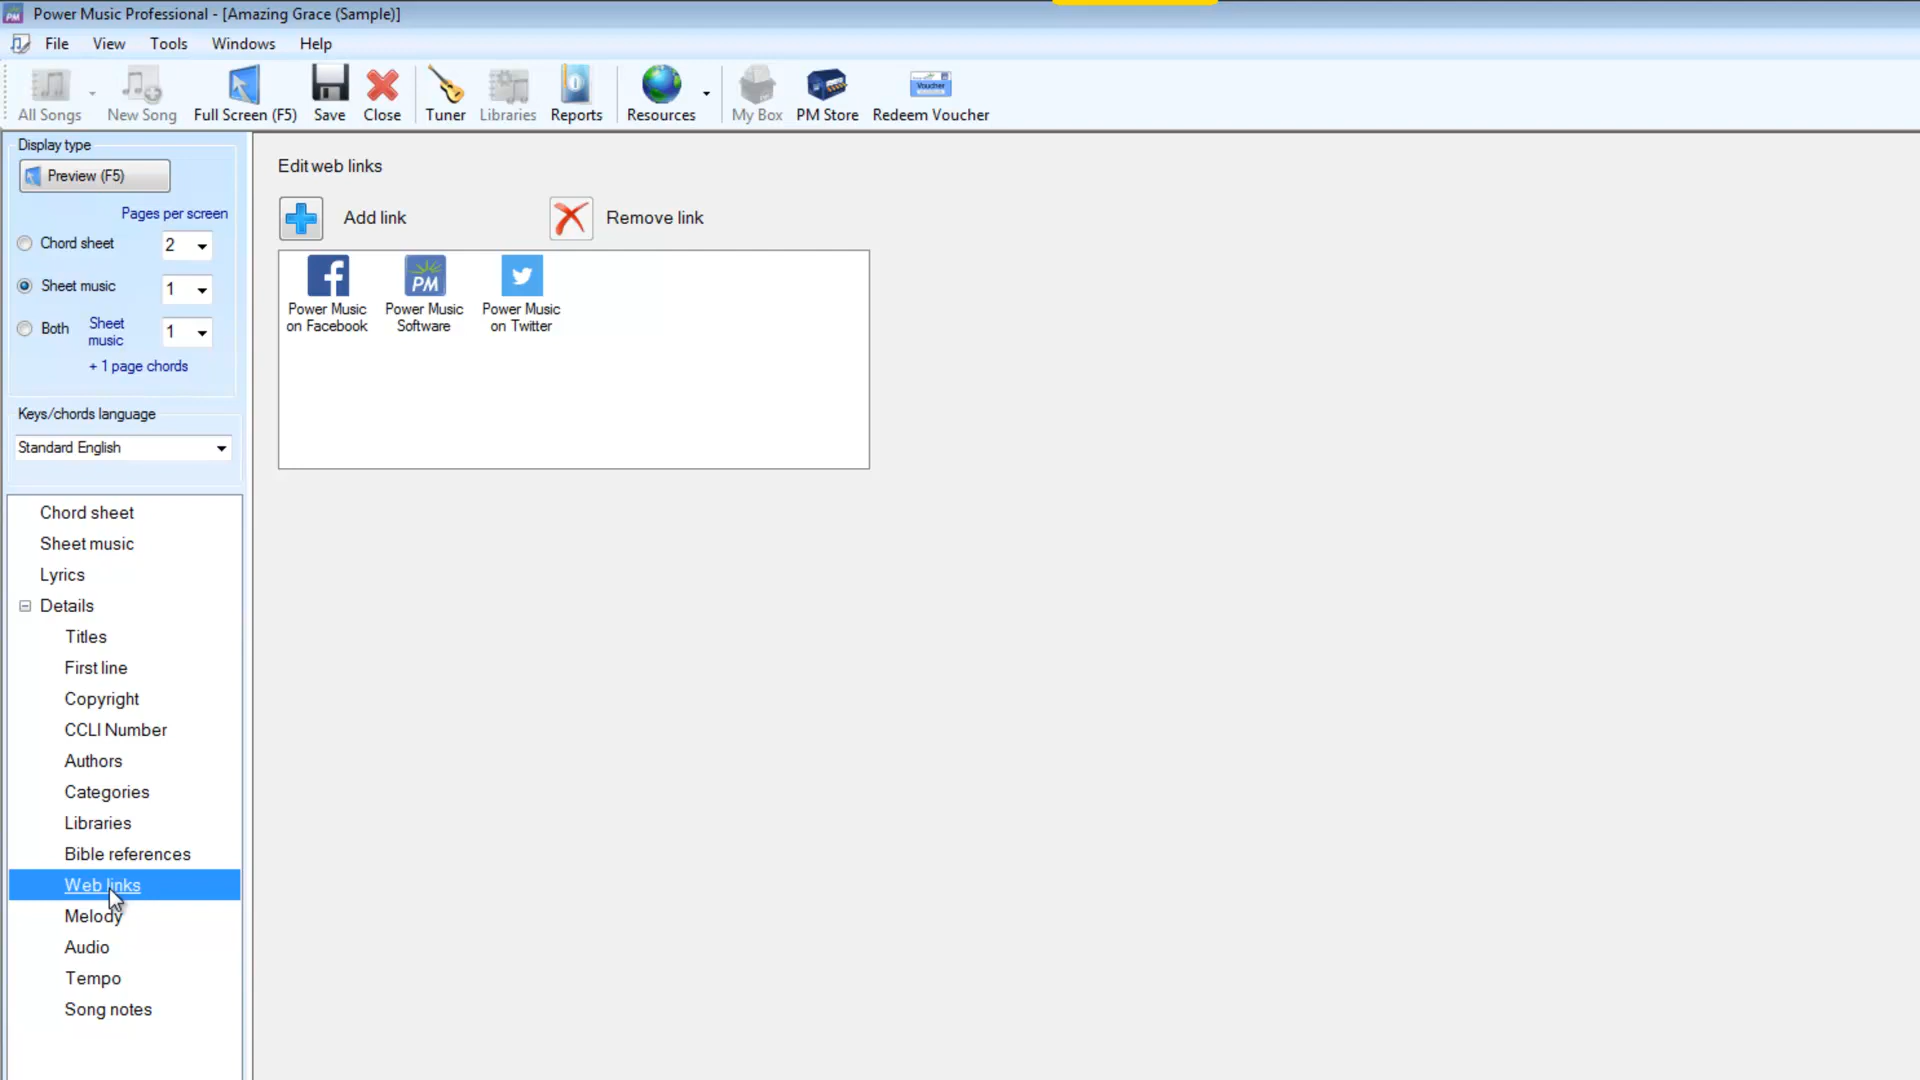 Power Music Professional - [Amazing Grace (Sample)]
File View Tools Windows Help
All Songs New Song Full Screen (F5) Save Close Tuner Libraries Reports Resources My Box PM Store Redeem Voucher
Voucher
Display type
Preview (F5)
Pages per screen
Chord sheet 2
Sheet music 1
Both Sheet music 1
+ 1 page chords
Keys/chords language
Standard English
Chord sheet
Sheet music
Lyrics
Details
Titles
First line
Copyright
CCLI Number
Authors
Categories
Libraries
Bible references
Web links
Melody
Audio
Tempo
Song notes
Edit web links
Add link Remove link
PM
Power Music on Facebook
Power Music Software
Power Music on Twitter